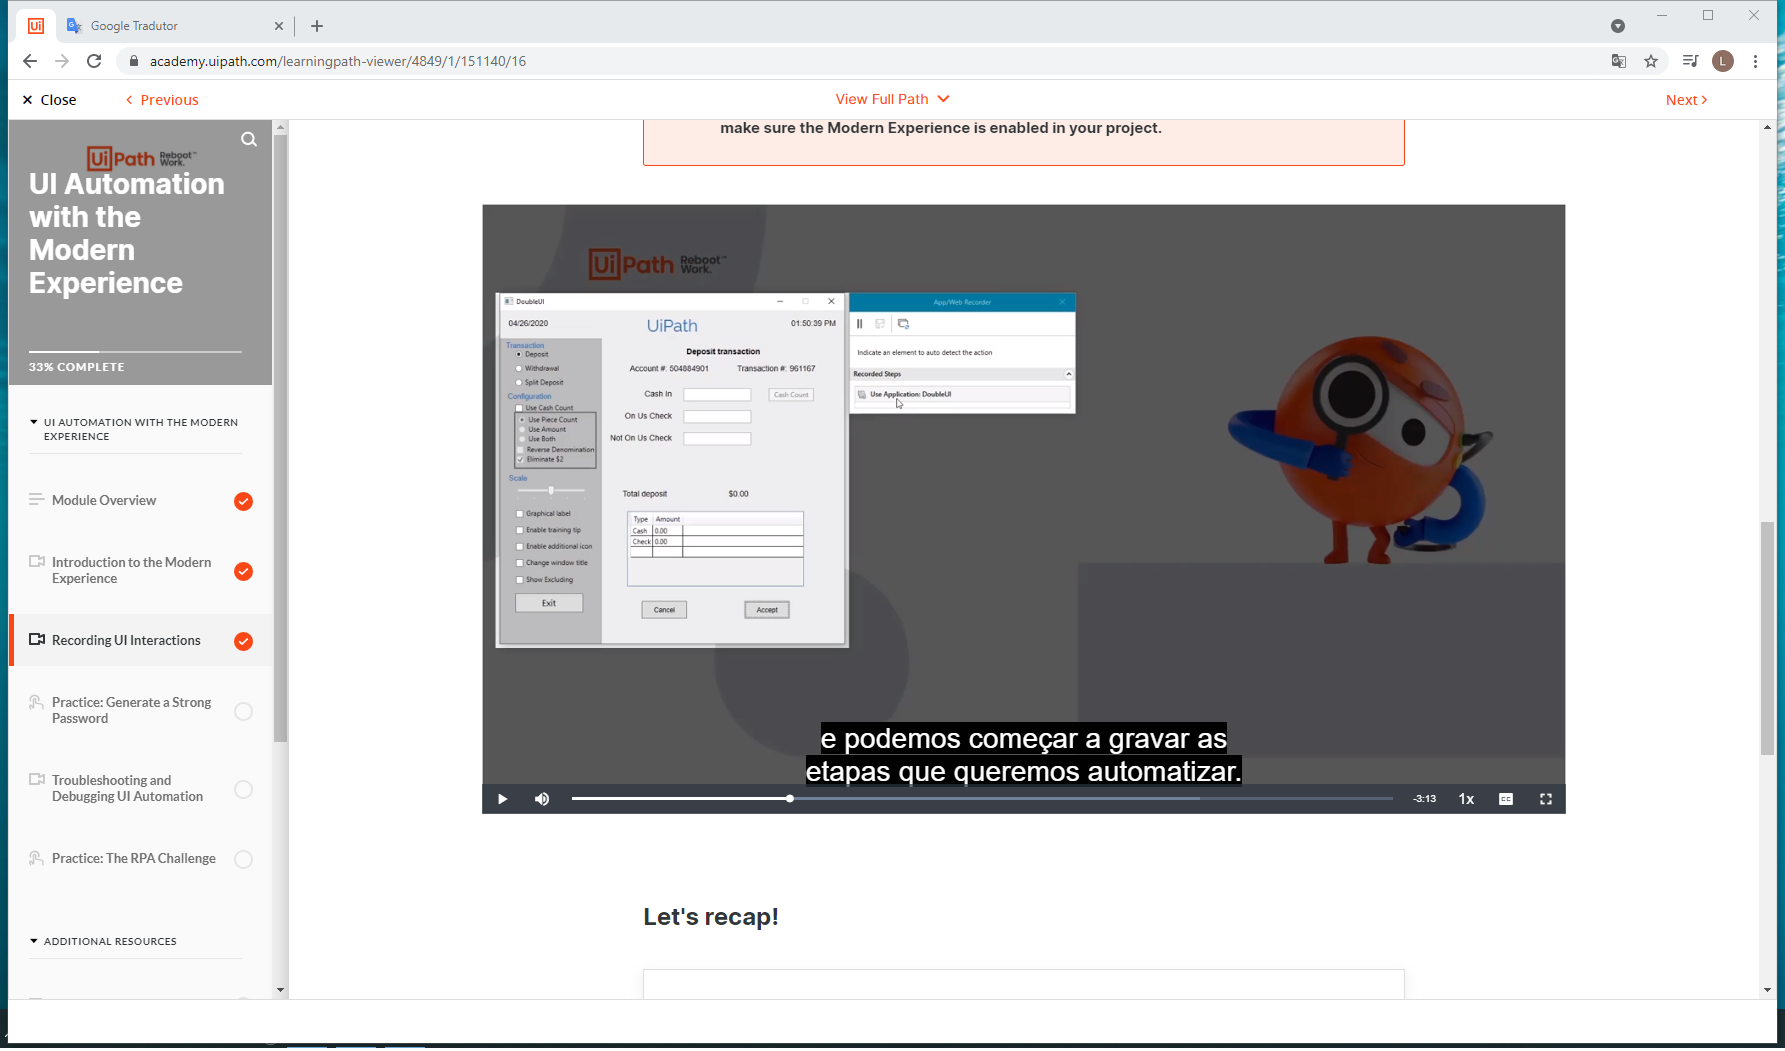 Google Tradutor
academy.uipath.com/learningpath-viewer/4849/1/151140/16
L
Close
Previous
View Full Path
Next
UiPath Reboot Work.™
UI Automation
with the
Modern
Experience
33% COMPLETE
UI AUTOMATION WITH THE MODERN
EXPERIENCE
Module Overview
Introduction to the Modern
Experience
Recording UI Interactions
Practice: Generate a Strong
Password
Troubleshooting and
Debugging UI Automation
Practice: The RPA Challenge
ADDITIONAL RESOURCES
make sure the Modern Experience is enabled in your project.
UiPath Reboot Work.™
DoubleUI
04/26/2020
UiPath
01:50:39 PM
Transaction
Deposit
Withdrawal
Split Deposit
Configuration
Use Cash Count
Use Piece Count
Use Amount
Use Both
Reverse Denomination
Eliminate $2
Scale
Graphical label
Enable training tip
Enable additional icon
Change window title
Show Excluding
Exit
Deposit transaction
Account #: 504884901
Transaction #: 961167
Cash In
Cash Count
On Us Check
Not On Us Check
Total deposit
$0.00
Type Amount
Cash 0.00
Check 0.00
Cancel
Accept
App/Web Recorder
Indicate an element to auto detect the action
Recorded Steps
Use Application: DoubleUI
e podemos começar a gravar as
etapas que queremos automatizar.
-3:13
1x
CC
Let's recap!